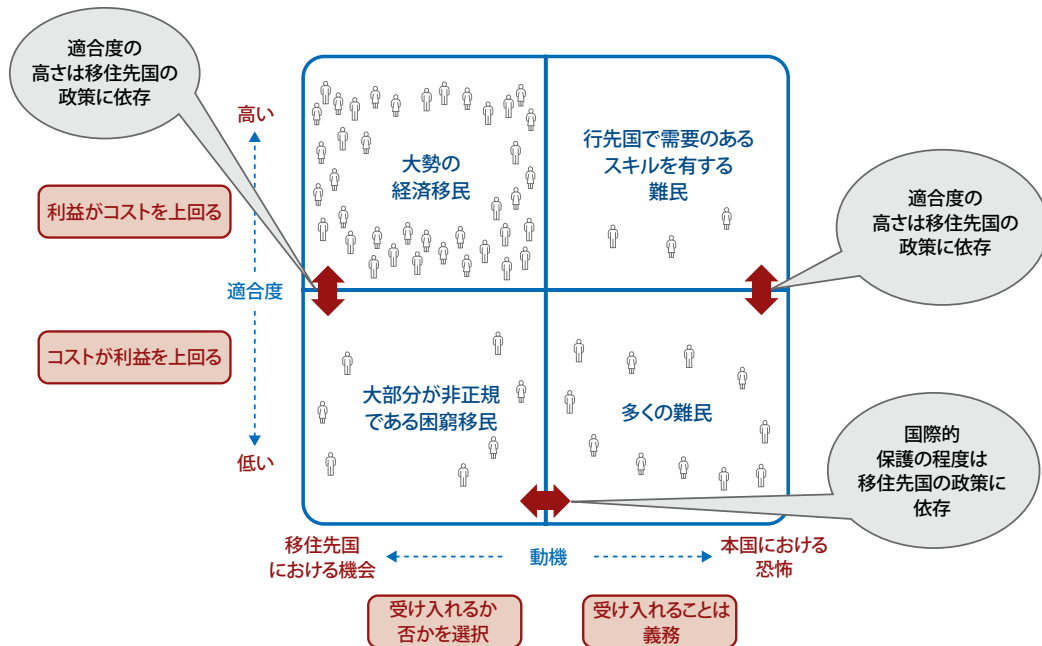 適合度の
高さは移住先国の
政策に依存
高い
利益がコストを上回る
適合度
コストが利益を上回る
低い
大勢の
経済移民
行先国で需要のある
スキルを有する
難民
適合度の
高さは移住先国の
政策に依存
大部分が非正規
である困窮移民
多くの難民
国際的
保護の程度は
移住先国の政策に
依存
移住先国
における機会
動機
本国における
恐怖
受け入れるか
否かを選択
受け入れることは
義務